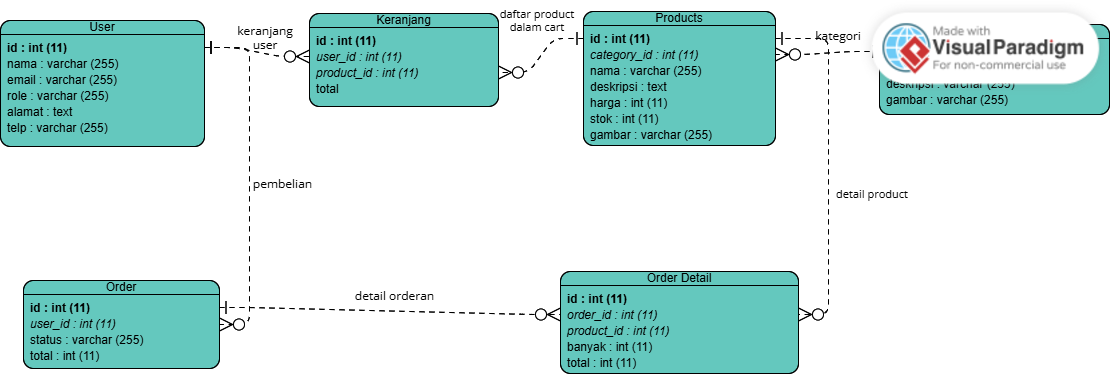 User
id : int (11)
nama : varchar (255)
email : varchar (255)
role : varchar (255)
alamat : text
telp : varchar (255)
keranjang
user
Keranjang
id : int (11)
user_id : int (11)
product_id : int (11)
total
daftar product
dalam cart
Products
id : int (11)
category_id : int (11)
nama : varchar (255)
deskripsi : text
harga : int (11)
stok : int (11)
gambar : varchar (255)
kategori
Made with
VisualParadigm
For non-commercial use
deskripsi : varchar (255)
gambar : varchar (255)
pembelian
detail product
Order
id : int (11)
user_id : int (11)
status : varchar (255)
total : int (11)
detail orderan
Order Detail
id : int (11)
order_id : int (11)
product_id : int (11)
banyak : int (11)
total : int (11)